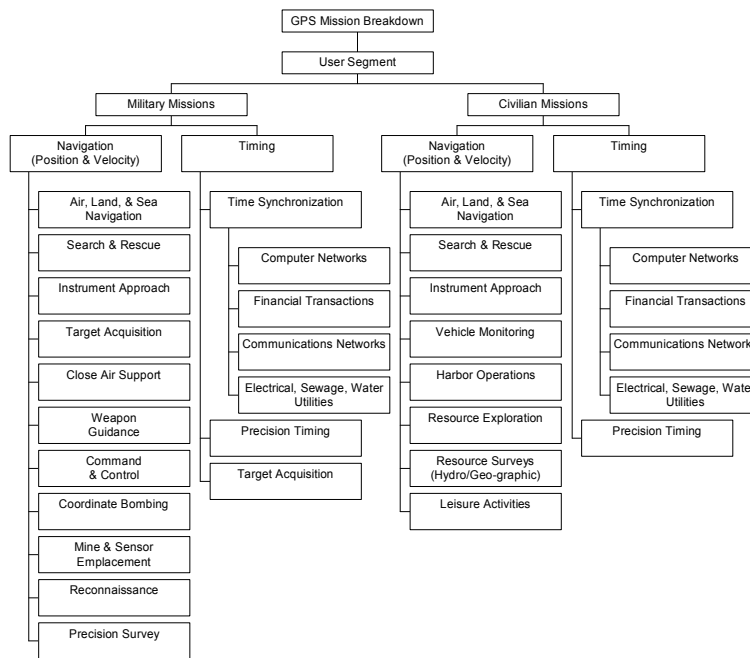 GPS Mission Breakdown
User Segment
Military Missions
Navigation
(Position & Velocity)
Air, Land, & Sea
Navigation
Search & Rescue
Instrument Approach
Target Acquisition
Close Air Support
Weapon
Guidance
Command
& Control
Coordinate Bombing
Mine & Sensor
Emplacement
Reconnaissance
Precision Survey
Timing
Time Synchronization
Computer Networks
Financial Transactions
Communications Networks
Electrical, Sewage, Water
Utilities
Precision Timing
Target Acquisition
Civilian Missions
Navigation
(Position & Velocity)
Air, Land, & Sea
Navigation
Search & Rescue
Instrument Approach
Vehicle Monitoring
Harbor Operations
Resource Exploration
Resource Surveys
(Hydro/Geo-graphic)
Leisure Activities
Timing
Time Synchronization
Computer Networks
Financial Transactions
Communications Networks
Electrical, Sewage, Water
Utilities
Precision Timing